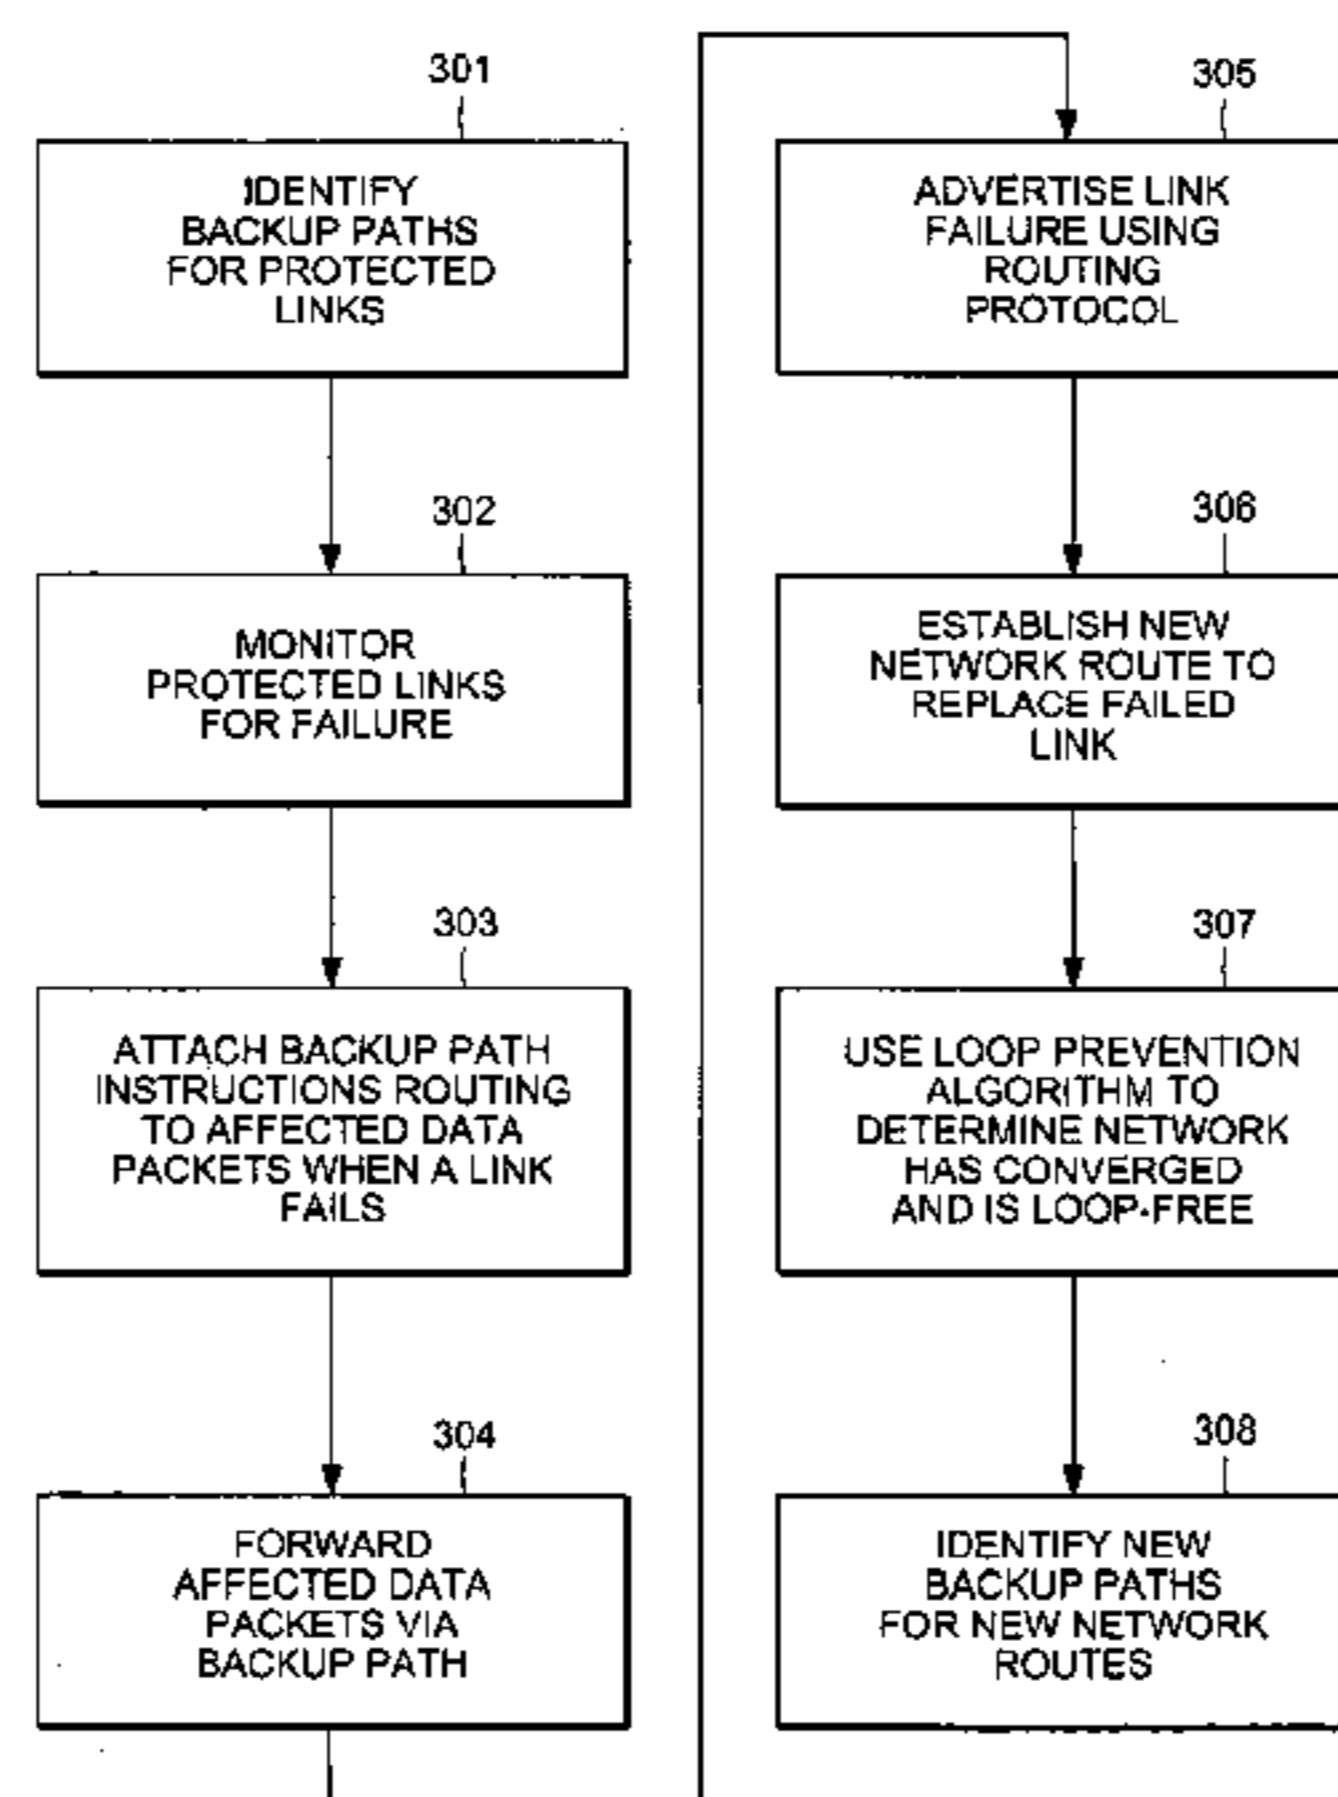 301
IDENTIFY
BACKUP PATHS
FOR PROTECTED
LINKS
302
MONITOR
PROTECTED LINKS
FOR FAILURE
303
ATTACH BACKUP PATH
INSTRUCTIONS ROUTING
TO AFFECTED DATA
PACKETS WHEN A LINK
FAILS
304
FORWARD
AFFECTED DATA
PACKETS VIA
BACKUP PATH
305
ADVERTISE LINK
FAILURE USING
ROUTING
PROTOCOL
306
ESTABLISH NEW
NETWORK ROUTE TO
REPLACE FAILED
LINK
307
USE LOOP PREVENTION
ALGORITHM TO
DETERMINE NETWORK
HAS CONVERGED
AND IS LOOP-FREE
308
IDENTIFY NEW
BACKUP PATHS
FOR NEW NETWORK
ROUTES